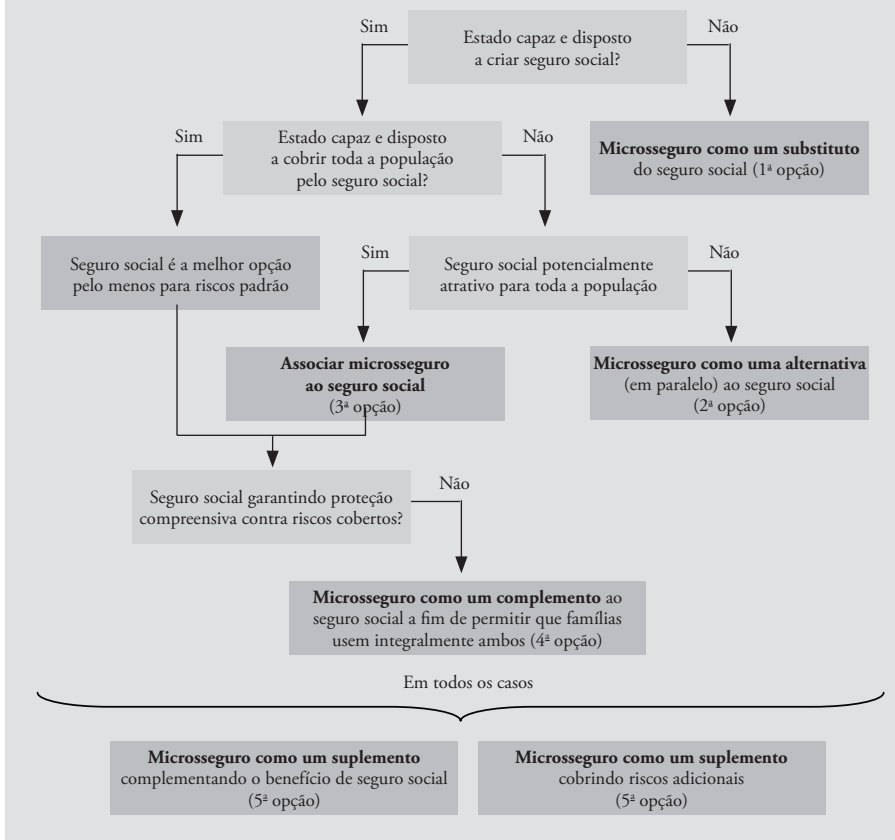 Sim
Estado capaz e disposto
a criar seguro social?
Não
Sim
Estado capaz e disposto
a cobrir toda a população
pelo seguro social?
Não
Microsseguro como um substituto
do seguro social (1ª opção)
Seguro social é a melhor opção
pelo menos para riscos padrão
Sim
Seguro social potencialmente
atrativo para toda a população
Não
Associar microsseguro
ao seguro social
(3ª opção)
Microsseguro como uma alternativa
(em paralelo) ao seguro social
(2ª opção)
Seguro social garantindo proteção
compreensiva contra riscos cobertos?
Não
Microsseguro como um complemento ao
seguro social a fim de permitir que famílias
usem integralmente ambos (4ª opção)
Em todos os casos
Microsseguro como um suplemento
complementando o benefício de seguro social
(5ª opção)
Microsseguro como um suplemento
cobrindo riscos adicionais
(5ª opção)